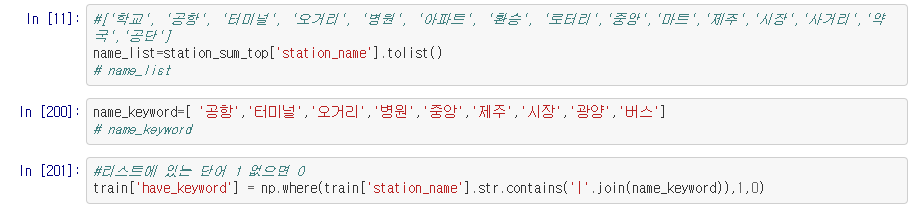 In [11]:
#['학교', '공항', '터미널', '오거리', '병원', '아파트', '환승', '로터리','중앙','마트','제주','시장','사거리','약
국','공단']
name_list=station_sum_top['station_name'].tolist()
# name_list
In [200]:
name_keyword=[ '공항','터미널','오거리','병원','중앙','제주','시장','광양','버스']
# name_keyword
In [201]:
#리스트에 있는 단어 1 없으면 0
train['have_keyword'] = np.where(train['station_name'].str.contains('|'.join(name_keyword)),1,0)